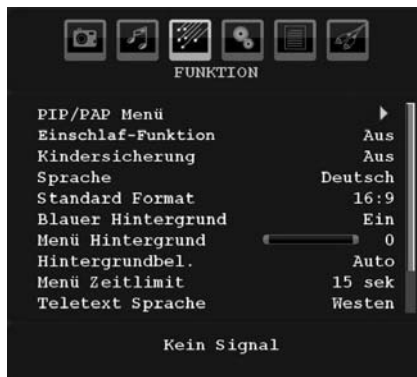 FUNKTION
PIP/PAP Menü
Einschlaf-Funktion Aus
Kindersicherung Aus
Sprache Deutsch
Standard Format 16:9
Blauer Hintergrund Ein
Menü Hintergrund 0
Hintergrundbel. Auto
Menü Zeitlimit 15 sek
Teletext Sprache Westen
Kein Signal